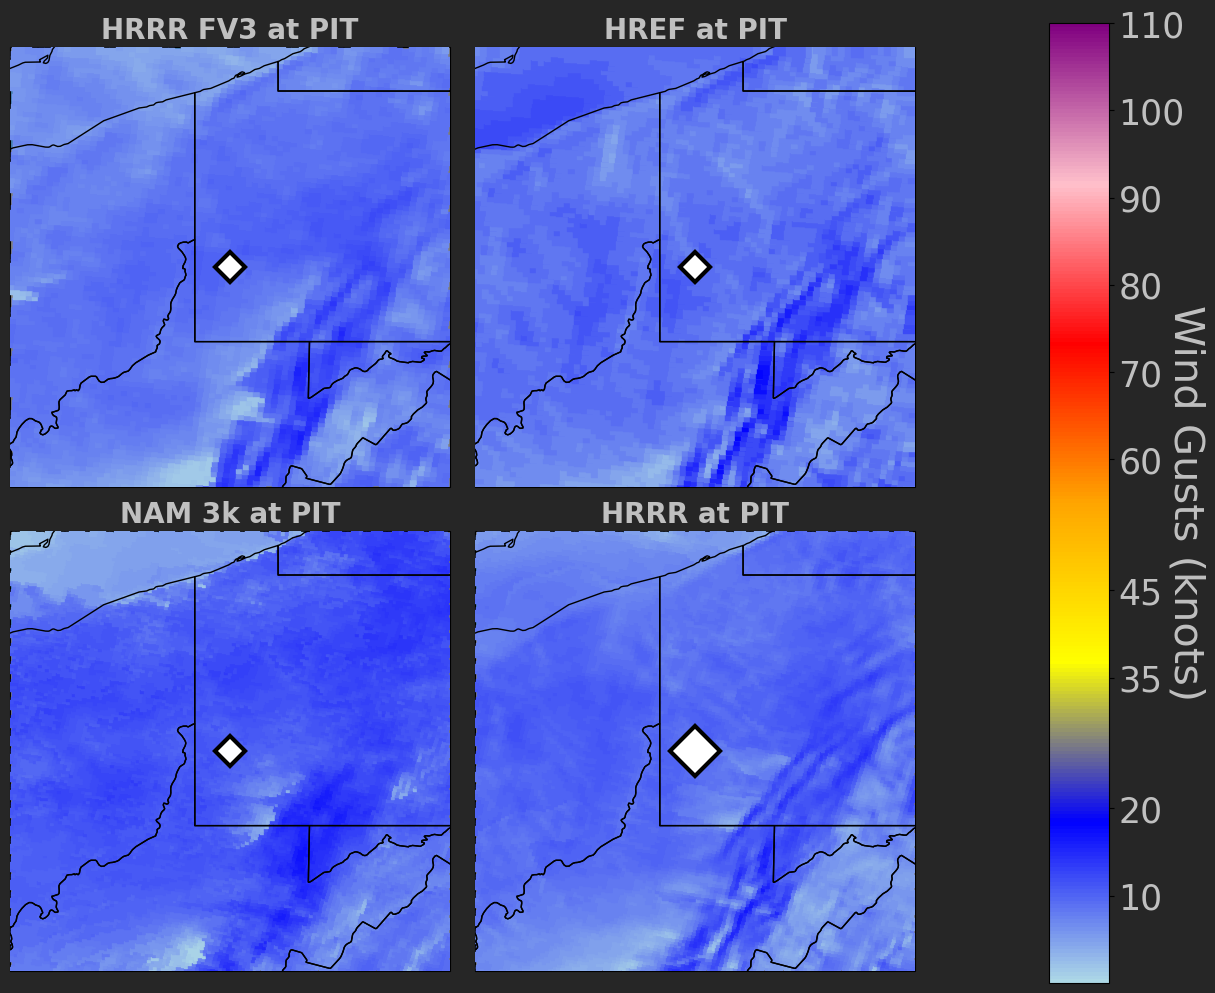 HRRR FV3 at PIT
HREF at PIT
NAM 3k at PIT
HRRR at PIT
110
100
90
80
70
60
45
35
20
10
Wind Gusts (knots)